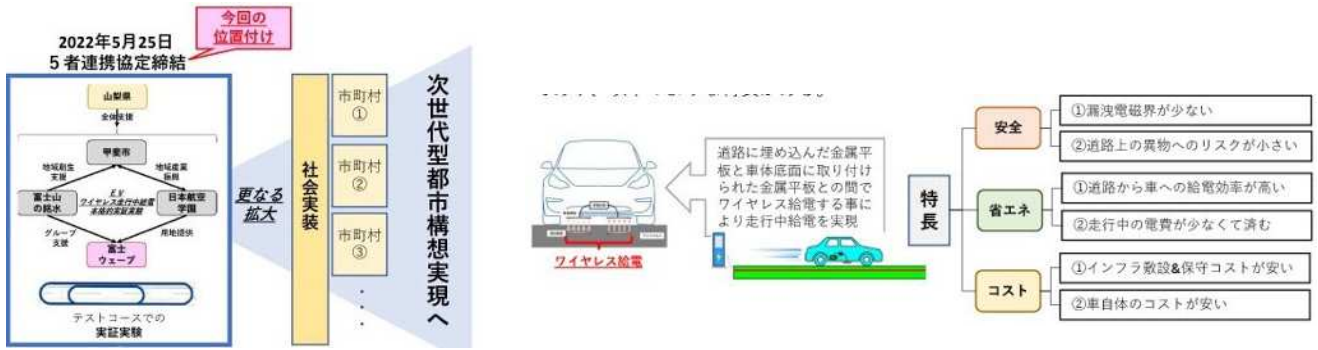 今回の
位置付け
2022年5月25日
5者連携協定締結
山梨県
全体支援
甲斐市
地域創生
支援
地域産業
振興
富士山
の銘水
EV
ワイヤレス走行中給電
本格的実証実験
日本航空
学園
グループ
支援
用地提供
富士
ウェーブ
テストコースでの
実証実験
更なる
拡大
社会実装
市町村
①
市町村
②
市町村
③
・
・
・
次世代型都市構想実現へ
道路に埋め込んだ金属平
板と車体底面に取り付け
られた金属平板との間で
ワイヤレス給電する事に
より走行中給電を実現
ワイヤレス給電
特長
安全
①漏洩電磁界が少ない
②道路上の異物へのリスクが小さい
省エネ
①道路から車への給電効率が高い
②走行中の電費が少なくて済む
コスト
①インフラ敷設&保守コストが安い
②車自体のコストが安い